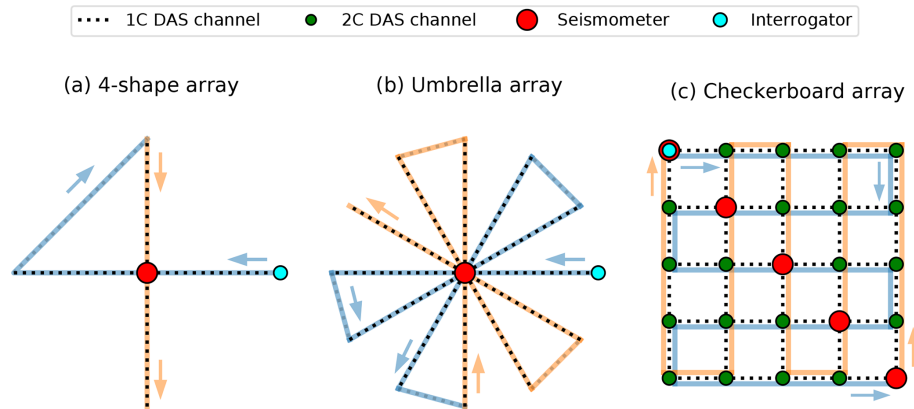 1C DAS channel 2C DAS channel Seismometer Interrogator
(a) 4-shape array (b) Umbrella array (c) Checkerboard array